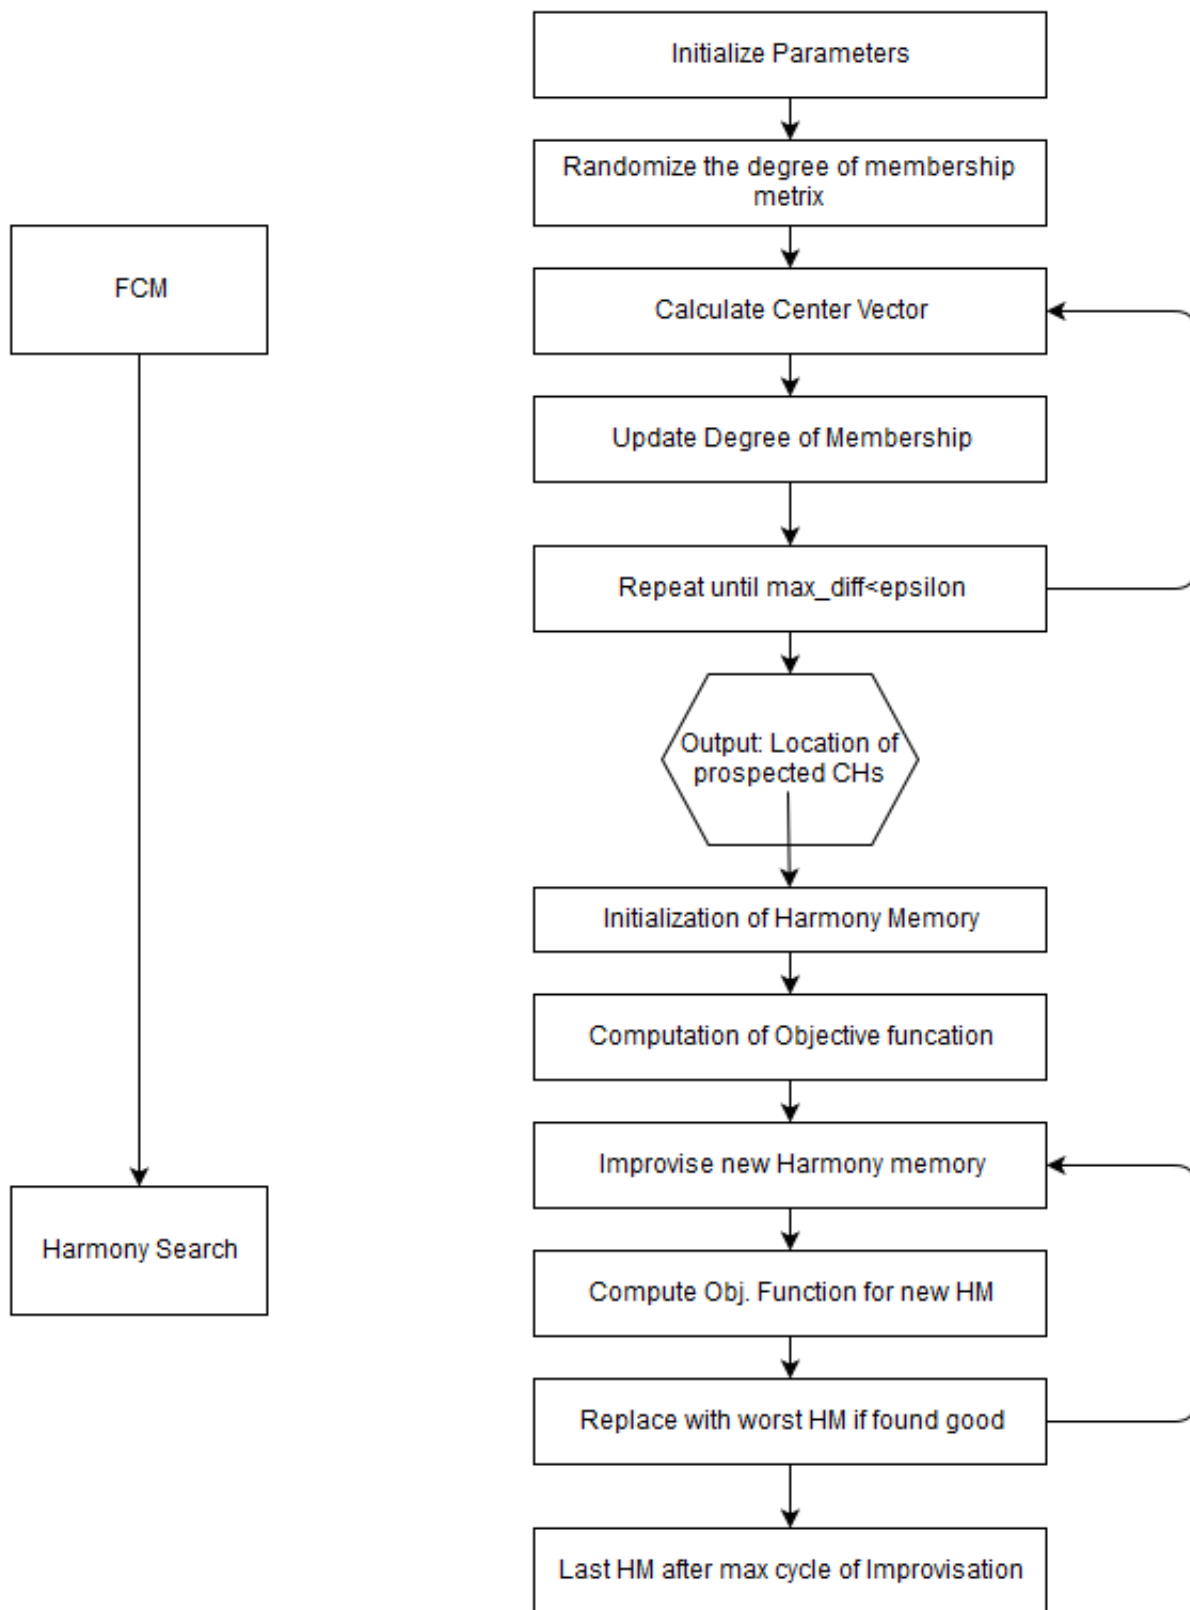 Initialize Parameters
Randomize the degree of membership
metrix
FCM
Calculate Center Vector
Update Degree of Membership
Repeat until max_diff<epsilon
Output: Location of
prospected CHs
Initialization of Harmony Memory
Computation of Objective funcation
Improvise new Harmony memory
Harmony Search
Compute Obj. Function for new HM
Replace with worst HM if found good
Last HM after max cycle of Improvisation